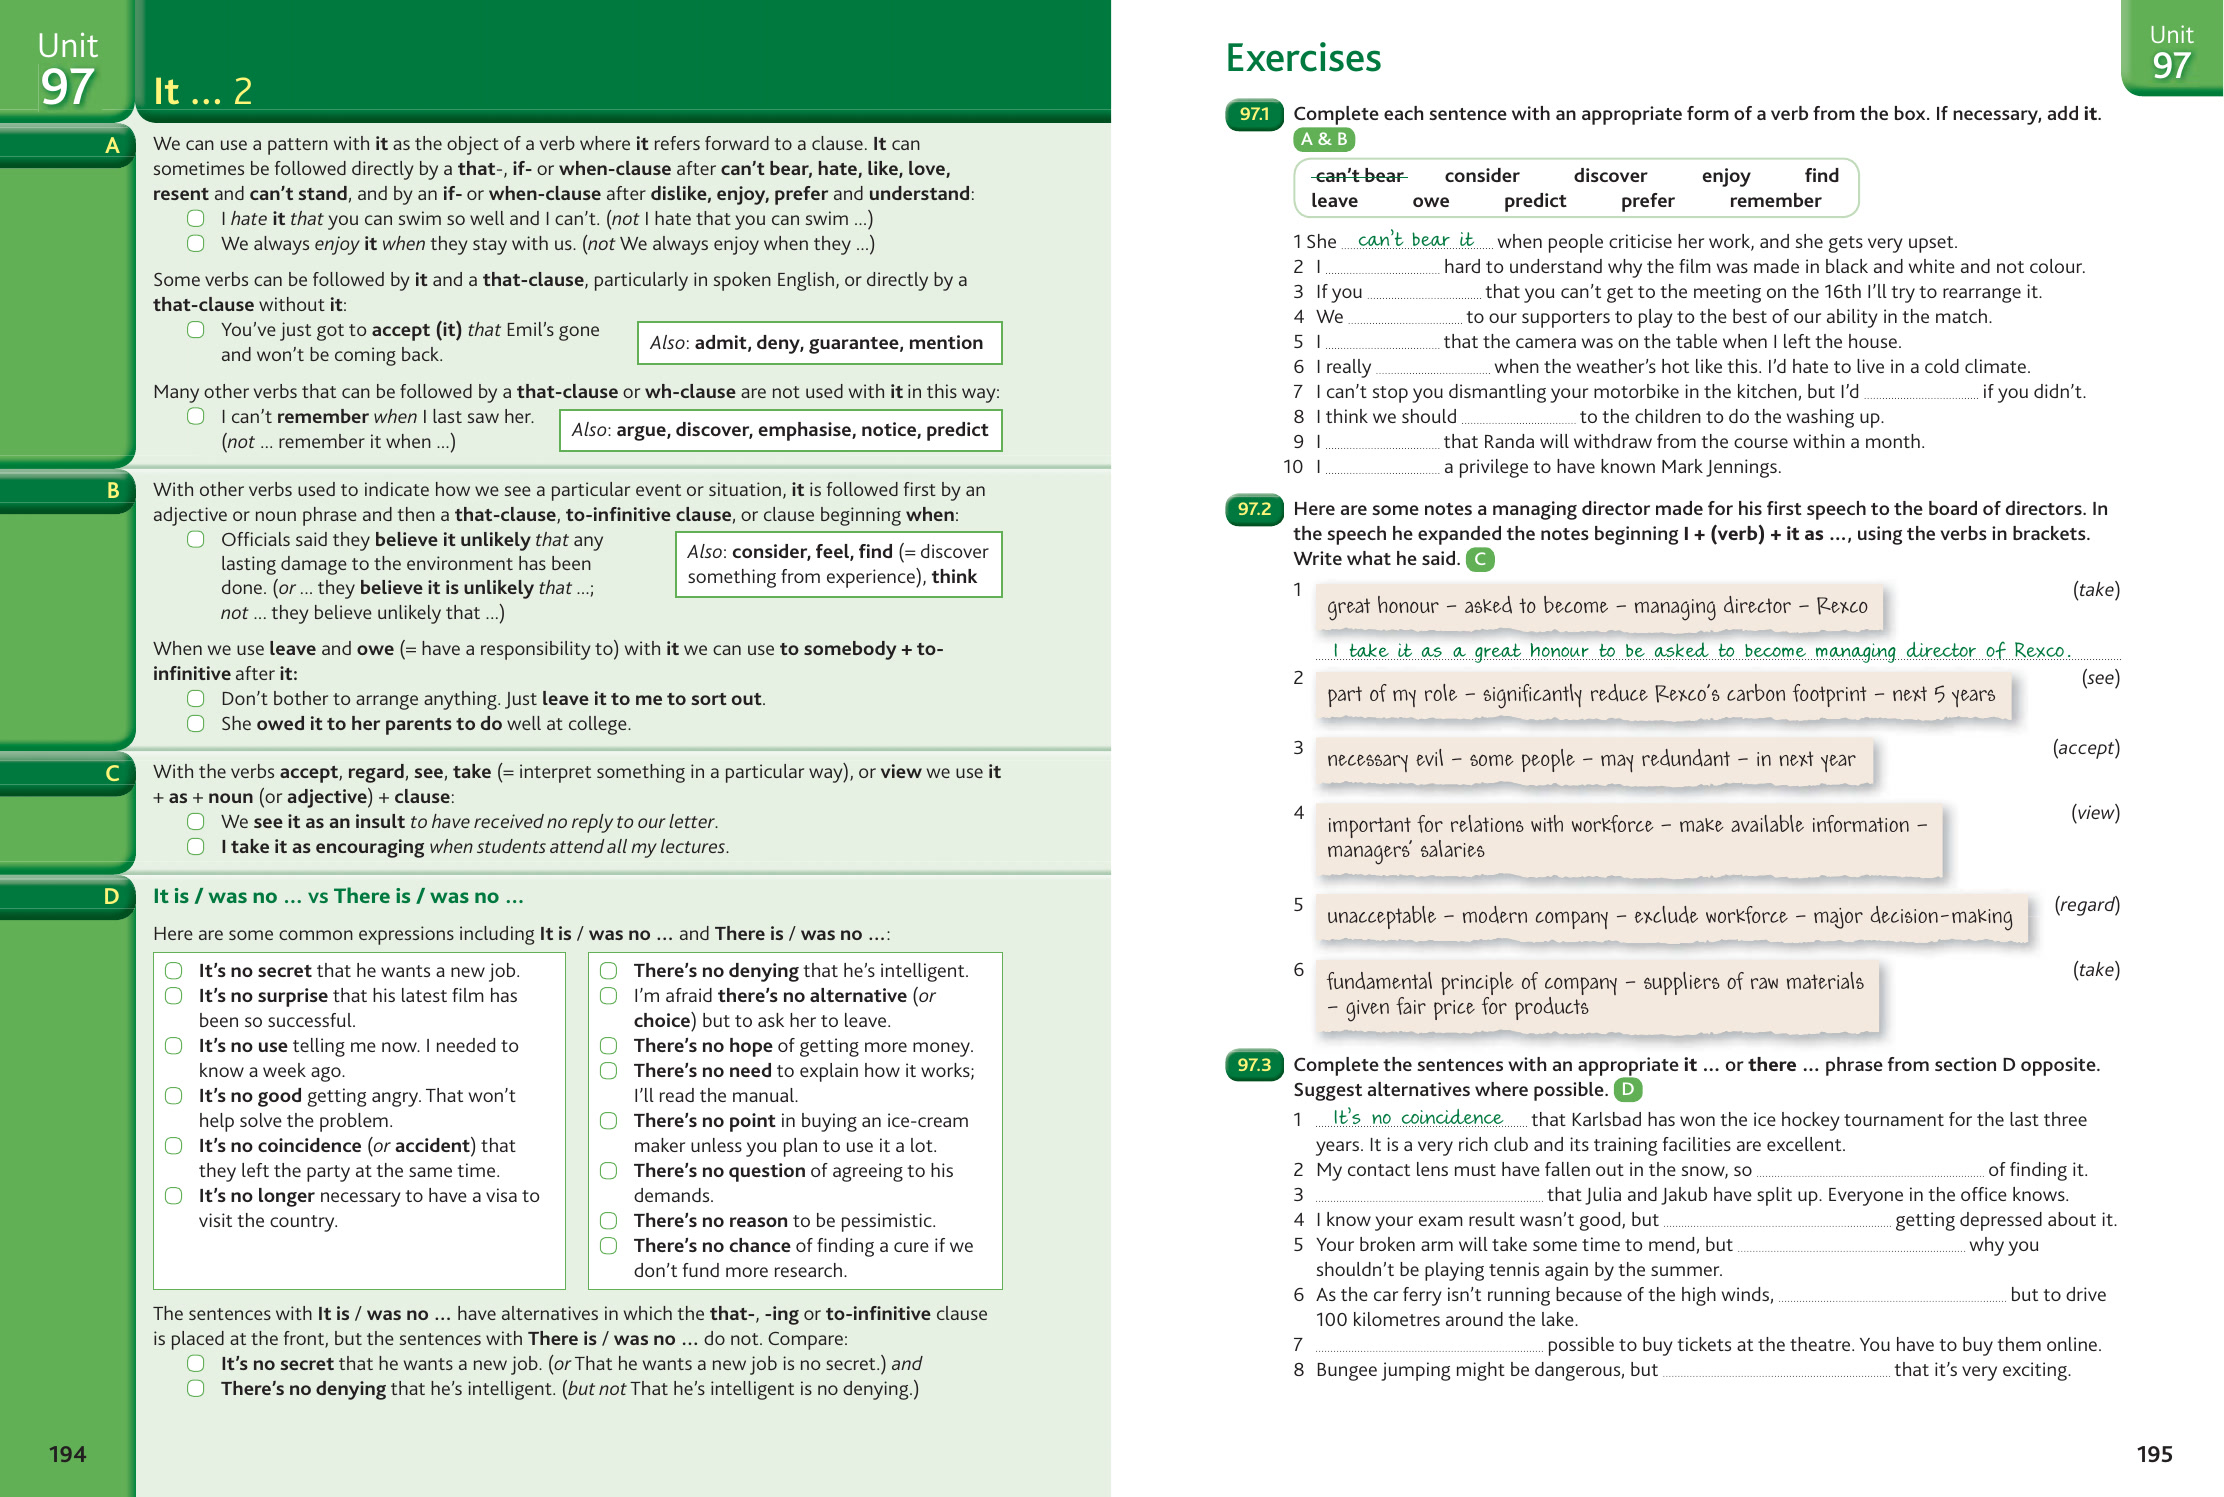 Unit
97
It … 2
A
We can use a pattern with it as the object of a verb where it refers forward to a clause. It can
sometimes be followed directly by a that-, if- or when-clause after can't bear, hate, like, love,
resent and can't stand, and by an if- or when-clause after dislike, enjoy, prefer and understand:
I hate it that you can swim so well and I can't. (not I hate that you can swim …)
We always enjoy it when they stay with us. (not We always enjoy when they …)
Some verbs can be followed by it and a that-clause, particularly in spoken English, or directly by a
that-clause without it:
You've just got to accept (it) that Emil's gone
and won't be coming back.
Also: admit, deny, guarantee, mention
Many other verbs that can be followed by a that-clause or wh-clause are not used with it in this way:
I can't remember when I last saw her.
(not … remember it when …)
Also: argue, discover, emphasise, notice, predict
B
With other verbs used to indicate how we see a particular event or situation, it is followed first by an
adjective or noun phrase and then a that-clause, to-infinitive clause, or clause beginning when:
Officials said they believe it unlikely that any
lasting damage to the environment has been
done. (or … they believe it is unlikely that …;
not … they believe unlikely that …)
Also: consider, feel, find (= discover
something from experience), think
When we use leave and owe (= have a responsibility to) with it we can use to somebody + to-
infinitive after it:
Don't bother to arrange anything. Just leave it to me to sort out.
She owed it to her parents to do well at college.
C
With the verbs accept, regard, see, take (= interpret something in a particular way), or view we use it
+ as + noun (or adjective) + clause:
We see it as an insult to have received no reply to our letter.
I take it as encouraging when students attend all my lectures.
D
It is / was no … vs There is / was no …
Here are some common expressions including It is / was no … and There is / was no …:
It's no secret that he wants a new job.
It's no surprise that his latest film has
been so successful.
It's no use telling me now. I needed to
know a week ago.
It's no good getting angry. That won't
help solve the problem.
It's no coincidence (or accident) that
they left the party at the same time.
It's no longer necessary to have a visa to
visit the country.
There's no denying that he's intelligent.
I'm afraid there's no alternative (or
choice) but to ask her to leave.
There's no hope of getting more money.
There's no need to explain how it works;
I'll read the manual.
There's no point in buying an ice-cream
maker unless you plan to use it a lot.
There's no question of agreeing to his
demands.
There's no reason to be pessimistic.
There's no chance of finding a cure if we
don't fund more research.
The sentences with It is / was no … have alternatives in which the that-, -ing or to-infinitive clause
is placed at the front, but the sentences with There is / was no … do not. Compare:
It's no secret that he wants a new job. (or That he wants a new job is no secret.) and
There's no denying that he's intelligent. (but not That he's intelligent is no denying.)
194
Exercises
Unit
97
97.1 Complete each sentence with an appropriate form of a verb from the box. If necessary, add it.
A & B
can't bear consider discover enjoy find
leave owe predict prefer remember
1 She can't bear it when people criticise her work, and she gets very upset.
2 I .......... hard to understand why the film was made in black and white and not colour.
3 If you .......... that you can't get to the meeting on the 16th I'll try to rearrange it.
4 We .......... to our supporters to play to the best of our ability in the match.
5 I .......... that the camera was on the table when I left the house.
6 I really .......... when the weather's hot like this. I'd hate to live in a cold climate.
7 I can't stop you dismantling your motorbike in the kitchen, but I'd .......... if you didn't.
8 I think we should .......... to the children to do the washing up.
9 I .......... that Randa will withdraw from the course within a month.
10 I .......... a privilege to have known Mark Jennings.
97.2 Here are some notes a managing director made for his first speech to the board of directors. In
the speech he expanded the notes beginning I + (verb) + it as …, using the verbs in brackets.
Write what he said. C
1 great honour – asked to become – managing director – Rexco (take)
I take it as a great honour to be asked to become managing director of Rexco.
2 part of my role – significantly reduce Rexco's carbon footprint – next 5 years (see)
3 necessary evil – some people – may redundant – in next year (accept)
4 important for relations with workforce – make available information – (view)
managers' salaries
5 unacceptable – modern company – exclude workforce – major decision-making (regard)
6 fundamental principle of company – suppliers of raw materials (take)
– given fair price for products
97.3 Complete the sentences with an appropriate it … or there … phrase from section D opposite.
Suggest alternatives where possible. D
1 It's no coincidence that Karlsbad has won the ice hockey tournament for the last three
years. It is a very rich club and its training facilities are excellent.
2 My contact lens must have fallen out in the snow, so .......... of finding it.
3 .......... that Julia and Jakub have split up. Everyone in the office knows.
4 I know your exam result wasn't good, but .......... getting depressed about it.
5 Your broken arm will take some time to mend, but .......... why you
shouldn't be playing tennis again by the summer.
6 As the car ferry isn't running because of the high winds, .......... but to drive
100 kilometres around the lake.
7 .......... possible to buy tickets at the theatre. You have to buy them online.
8 Bungee jumping might be dangerous, but .......... that it's very exciting.
195